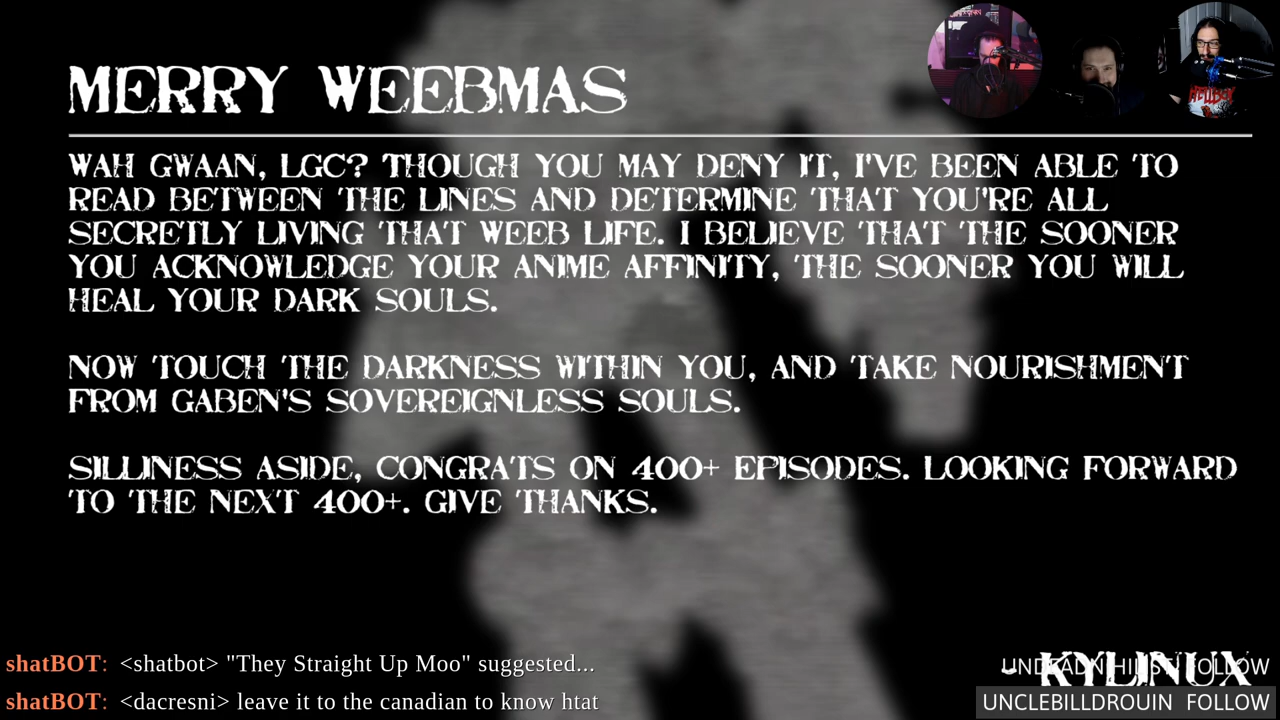 MERRY WEEBMAS
WAH GWAAN, LGC? THOUGH YOU MAY DENY IT, I'VE BEEN ABLE TO
READ BETWEEN THE LINES AND DETERMINE THAT YOU'RE ALL
SECRETLY LIVING THAT WEEB LIFE. I BELIEVE THAT THE SOONER
YOU ACKNOWLEDGE YOUR ANIME AFFINITY, THE SOONER YOU WILL
HEAL YOUR DARK SOULS.
NOW TOUCH THE DARKNESS WITHIN YOU, AND TAKE NOURISHMENT
FROM GABEN'S SOVEREIGNLESS SOULS.
SILLINESS ASIDE, CONGRATS ON 400+ EPISODES. LOOKING FORWARD
TO THE NEXT 400+. GIVE THANKS.
- KYLINUX
shatBOT: <shatbot> "They Straight Up Moo" suggested...
FOLLOW
shatBOT: <dacresni> leave it to the canadian to know htat
UNCLEBILLDROUIN FOLLOW